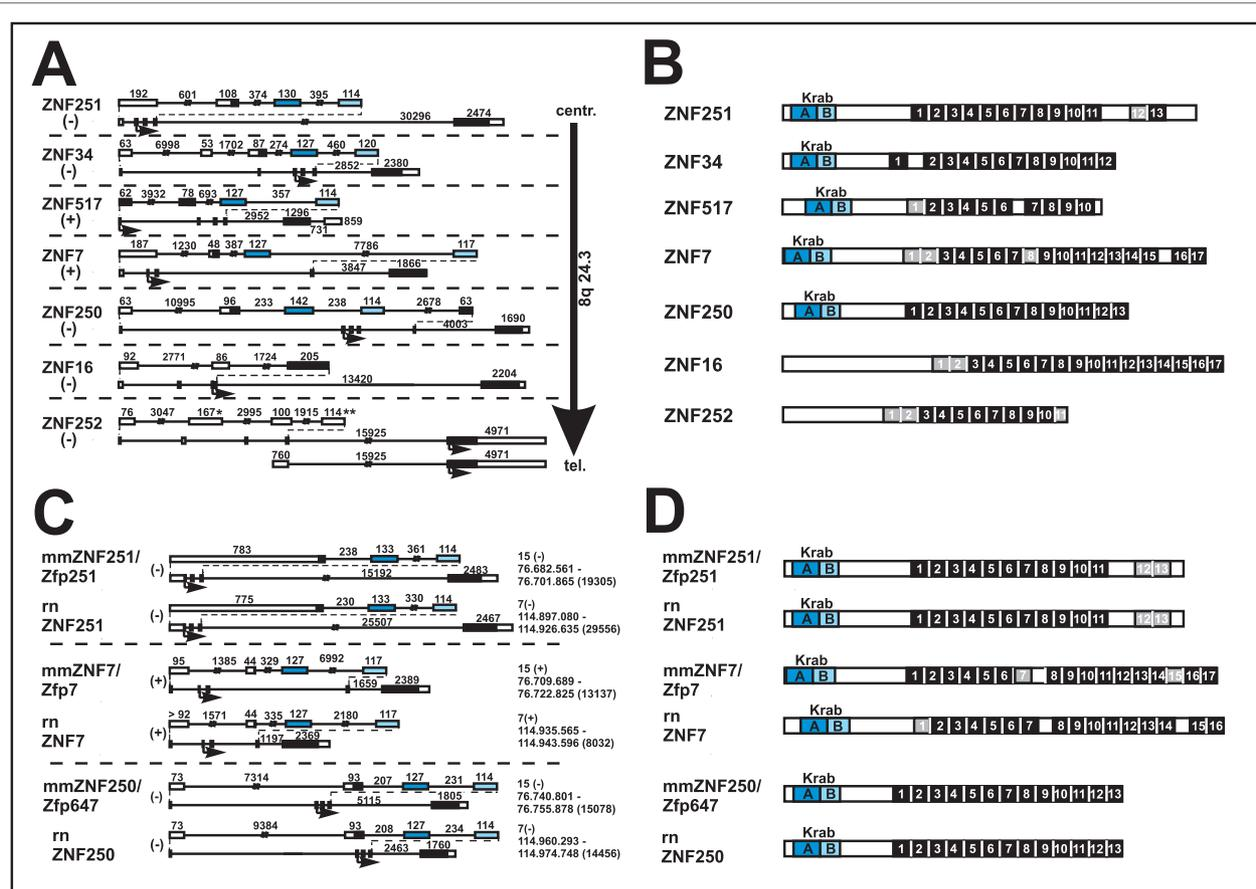 A
ZNF251
(-)
192 601 108 374 130 395 114
30296 2474
ZNF34
(-)
63 6998 53 1702 87 274 127 460 120
2852 2380
ZNF517
(+)
62 3932 78 693 127 357 114
2952 1296 859
731
ZNF7
(+)
187 1230 48 387 127 7786 117
3847 1866
ZNF250
(-)
63 10995 96 233 142 238 114 2678 63
4003 1690
ZNF16
(-)
92 2771 86 1724 205
13420 2204
ZNF252
(-)
76 3047 167* 2995 100 1915 114**
15925 4971
760 15925 4971
centr.
8q 24.3
tel.
B
Krab
ZNF251 A B 1 2 3 4 5 6 7 8 9 10 11 12 13
Krab
ZNF34 A B 1 2 3 4 5 6 7 8 9 10 11 12
Krab
ZNF517 A B 1 2 3 4 5 6 7 8 9 10
Krab
ZNF7 A B 1 2 3 4 5 6 7 8 9 10 11 12 13 14 15 16 17
Krab
ZNF250 A B 1 2 3 4 5 6 7 8 9 10 11 12 13
ZNF16 1 2 3 4 5 6 7 8 9 10 11 12 13 14 15 16 17
ZNF252 1 2 3 4 5 6 7 8 9 10 11
C
mmZNF251/
Zfp251
(-)
783 238 133 361 114
15192 2483
15 (-)
76.682.561 -
76.701.865 (19305)
rn
ZNF251
(-)
775 230 133 330 114
25507 2467
7(-)
114.897.080 -
114.926.635 (29556)
mmZNF7/
Zfp7
(+)
95 1385 44 329 127 6992 117
1659 2389
15 (+)
76.709.689 -
76.722.825 (13137)
rn
ZNF7
(+)
> 92 1571 44 335 127 2180 117
1197 2369
7(+)
114.935.565 -
114.943.596 (8032)
mmZNF250/
Zfp647
(-)
73 7314 93 207 127 231 114
5115 1805
15 (-)
76.740.801 -
76.755.878 (15078)
rn
ZNF250
(-)
73 9384 93 208 127 234 114
2463 1760
7(-)
114.960.293 -
114.974.748 (14456)
D
mmZNF251/
Zfp251
Krab
A B 1 2 3 4 5 6 7 8 9 10 11 12 13
rn
ZNF251
Krab
A B 1 2 3 4 5 6 7 8 9 10 11 12 13
mmZNF7/
Zfp7
Krab
A B 1 2 3 4 5 6 7 8 9 10 11 12 13 14 15 16 17
rn
ZNF7
Krab
A B 1 2 3 4 5 6 7 8 9 10 11 12 13 14 15 16
mmZNF250/
Zfp647
Krab
A B 1 2 3 4 5 6 7 8 9 10 11 12 13
rn
ZNF250
Krab
A B 1 2 3 4 5 6 7 8 9 10 11 12 13